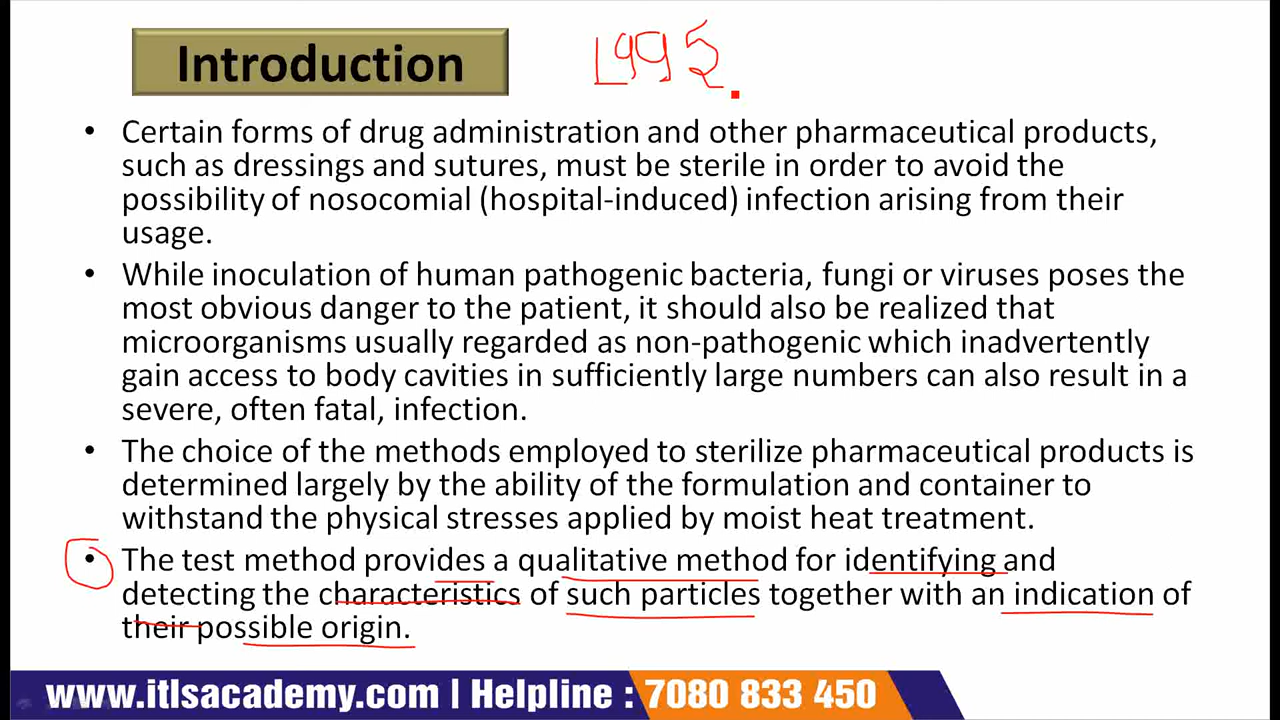 Introduction
1995
• Certain forms of drug administration and other pharmaceutical products,
such as dressings and sutures, must be sterile in order to avoid the
possibility of nosocomial (hospital-induced) infection arising from their
usage.
• While inoculation of human pathogenic bacteria, fungi or viruses poses the
most obvious danger to the patient, it should also be realized that
microorganisms usually regarded as non-pathogenic which inadvertently
gain access to body cavities in sufficiently large numbers can also result in a
severe, often fatal, infection.
• The choice of the methods employed to sterilize pharmaceutical products is
determined largely by the ability of the formulation and container to
withstand the physical stresses applied by moist heat treatment.
• The test method provides a qualitative method for identifying and
detecting the characteristics of such particles together with an indication of
their possible origin.
www.itlsacademy.com | Helpline : 7080 833 450